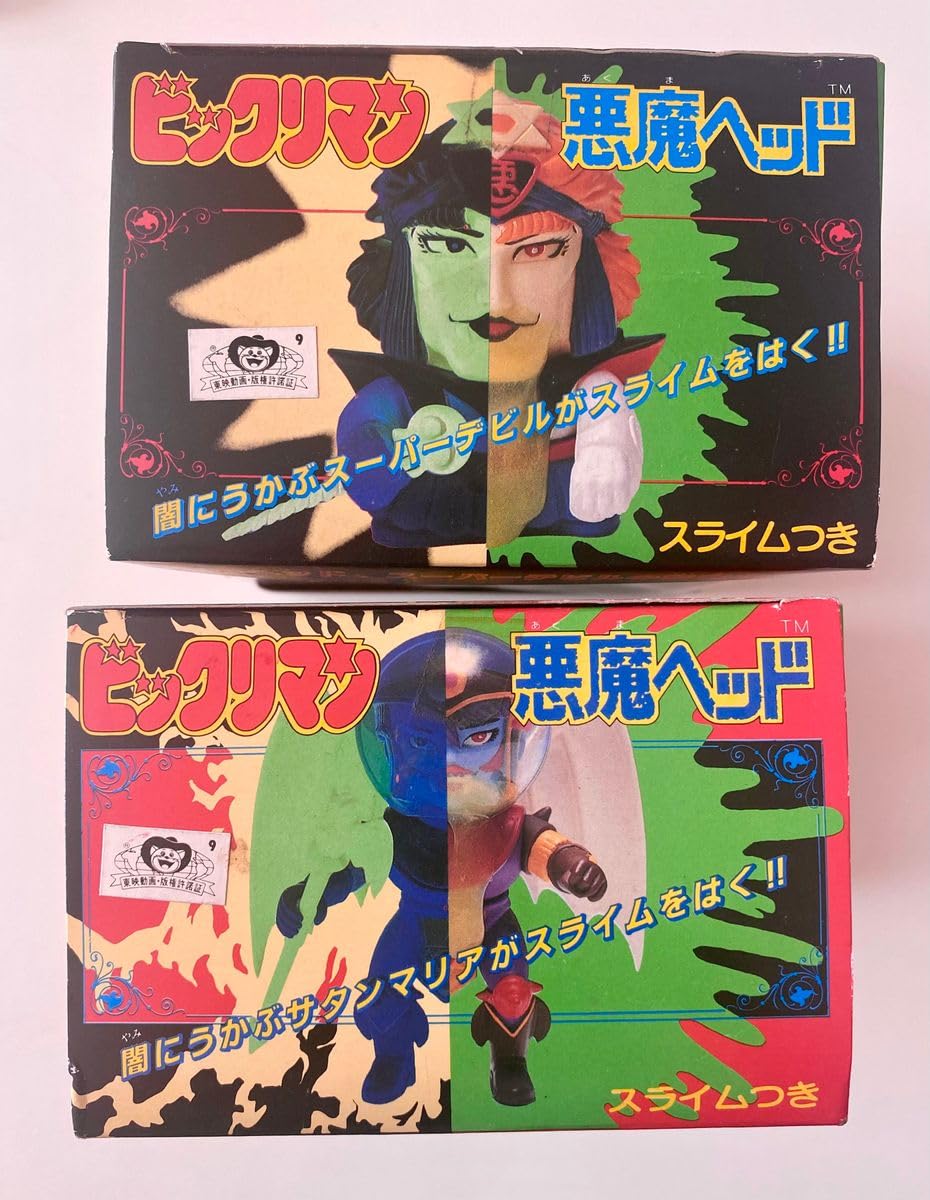 ビックリマン
あくま
悪魔ヘッド
TM
9
東映動画・版権許諾証
やみ
闇にうかぶスーパーデビルがスライムをはく!!
スライムつき
ビックリマン
あくま
悪魔ヘッド
TM
9
東映動画・版権許諾証
やみ
闇にうかぶサタンマリアがスライムをはく!!
スライムつき